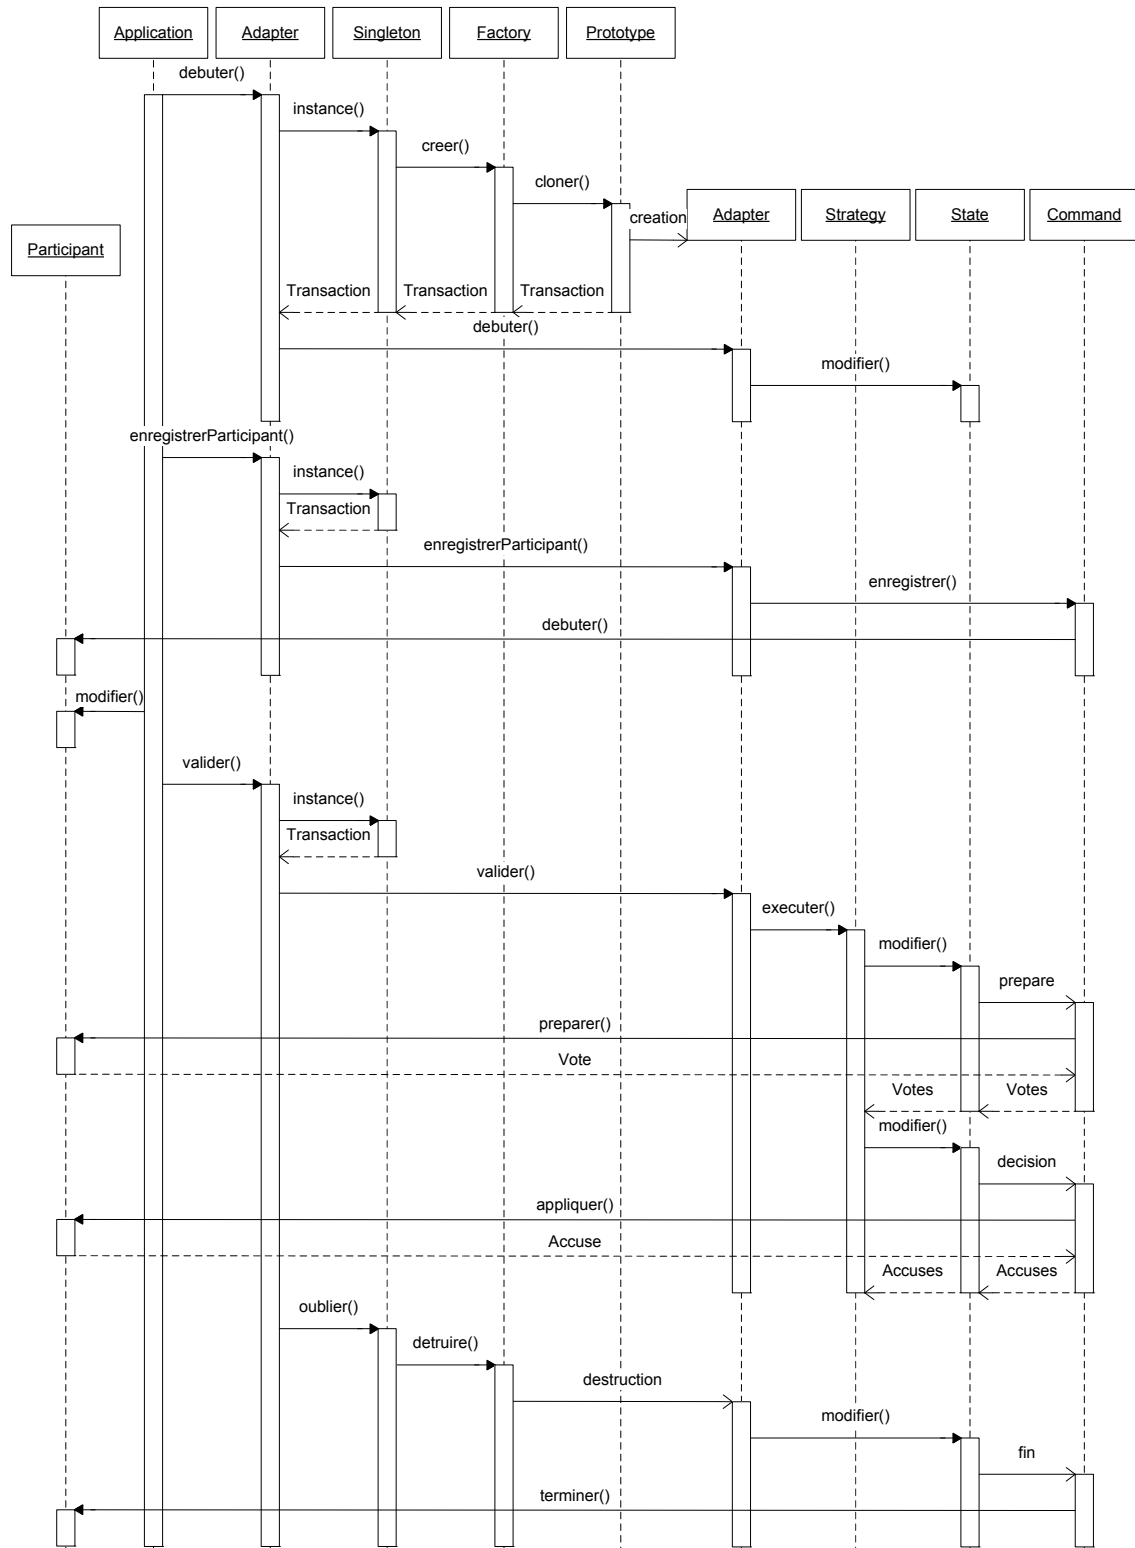 Application
Adapter
Singleton
Factory
Prototype
debuter()
instance()
creer()
cloner()
creation
Adapter
Strategy
State
Command
Participant
Transaction
Transaction
Transaction
debuter()
modifier()
enregistrerParticipant()
instance()
Transaction
enregistrerParticipant()
enregistrer()
debuter()
modifier()
valider()
instance()
Transaction
valider()
executer()
modifier()
prepare
preparer()
Vote
Votes
Votes
modifier()
decision
appliquer()
Accuse
Accuses
Accuses
oublier()
detruire()
destruction
modifier()
fin
terminer()